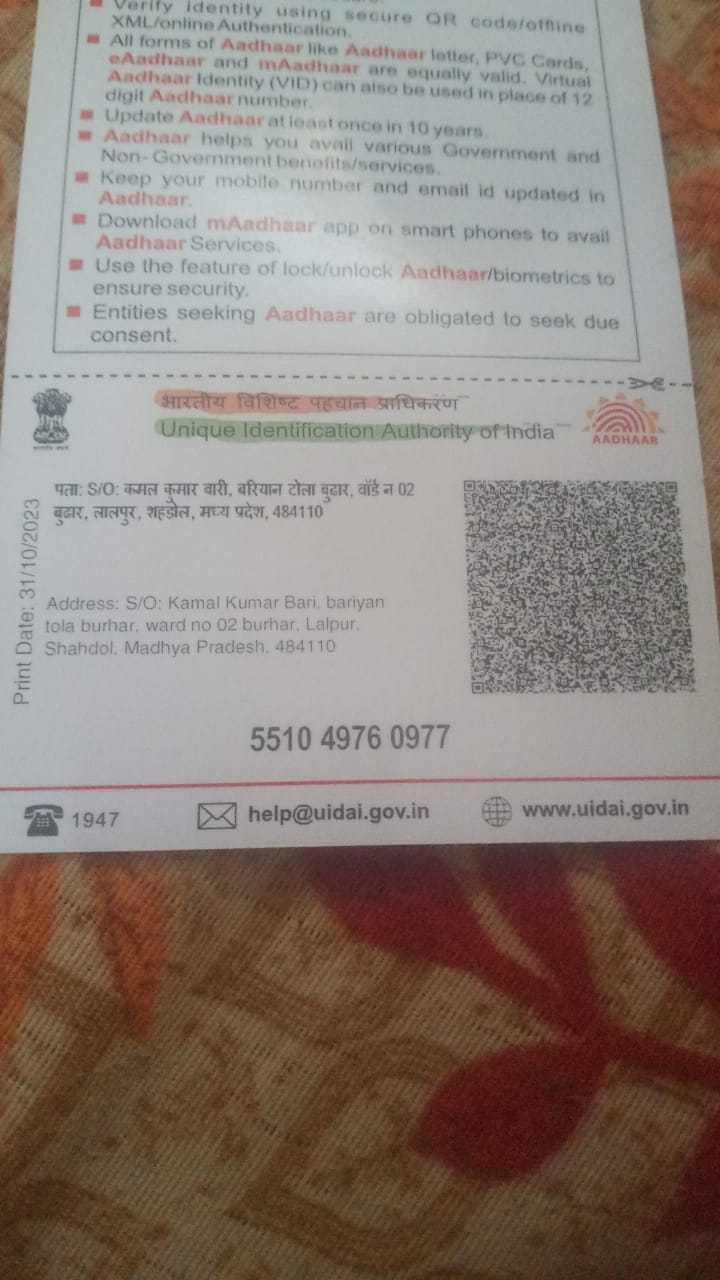 Verify identity using secure QR code/offline
XML/online Authentication.
All forms of Aadhaar like Aadhaar letter, PVC Cards,
eAadhaar and mAadhaar are equally valid. Virtual
Aadhaar Identity (VID) can also be used in place of 12
digit Aadhaar number.
Update Aadhaar at least once in 10 years.
Aadhaar helps you avail various Government and
Non-Government benefits/services.
Keep your mobile number and email id updated in
Aadhaar.
Download mAadhaar app on smart phones to avail
Aadhaar Services.
Use the feature of lock/unlock Aadhaar/biometrics to
ensure security.
Entities seeking Aadhaar are obligated to seek due
consent.
भारतीय विशिष्ट पहचान प्राधिकरण
Unique Identification Authority of India
AADHAAR
पता: S/O: कमल कुमार बारी, बरियान टोला बुढार, वॉर्ड न 02
बुढार, लालपुर, शहडोल, मध्य प्रदेश, 484110
Address: S/O: Kamal Kumar Bari, bariyan
tola burhar, ward no 02 burhar, Lalpur,
Shahdol, Madhya Pradesh, 484110
Print Date: 31/10/2023
5510 4976 0977
1947
help@uidai.gov.in
www.uidai.gov.in